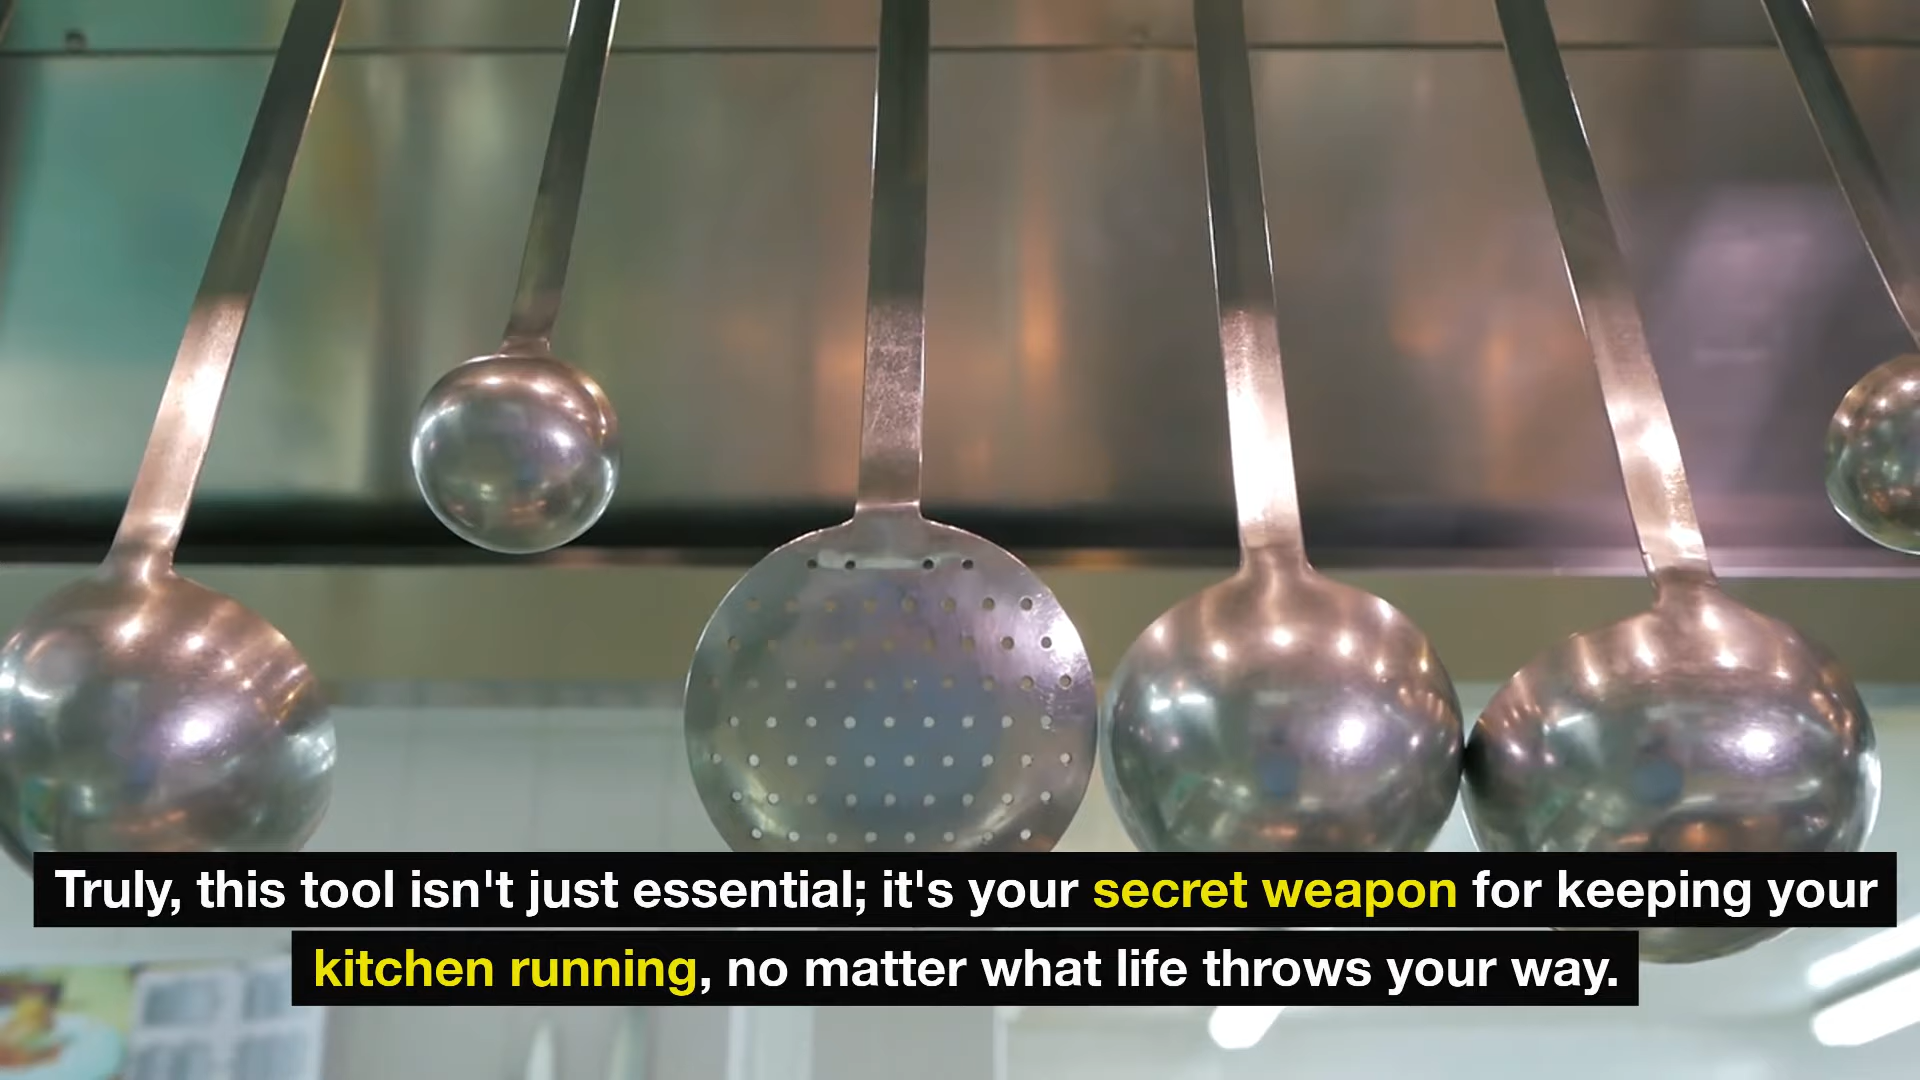 Truly, this tool isn't just essential; it's your secret weapon for keeping your
kitchen running, no matter what life throws your way.